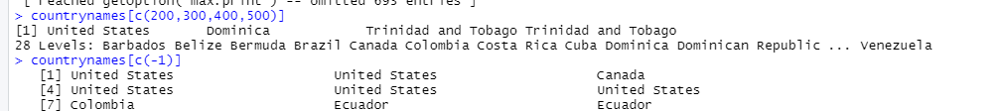 [ reached getOption("max.print") -- omitted 693 entries ]
> countrynames[c(200,300,400,500)]
[1] United States Dominica Trinidad and Tobago Trinidad and Tobago
28 Levels: Barbados Belize Bermuda Brazil Canada Colombia Costa Rica Cuba Dominica Dominican Republic ... Venezuela
> countrynames[c(-1)]
[1] United States United States Canada
[4] United States United States United States
[7] Colombia Ecuador Ecuador